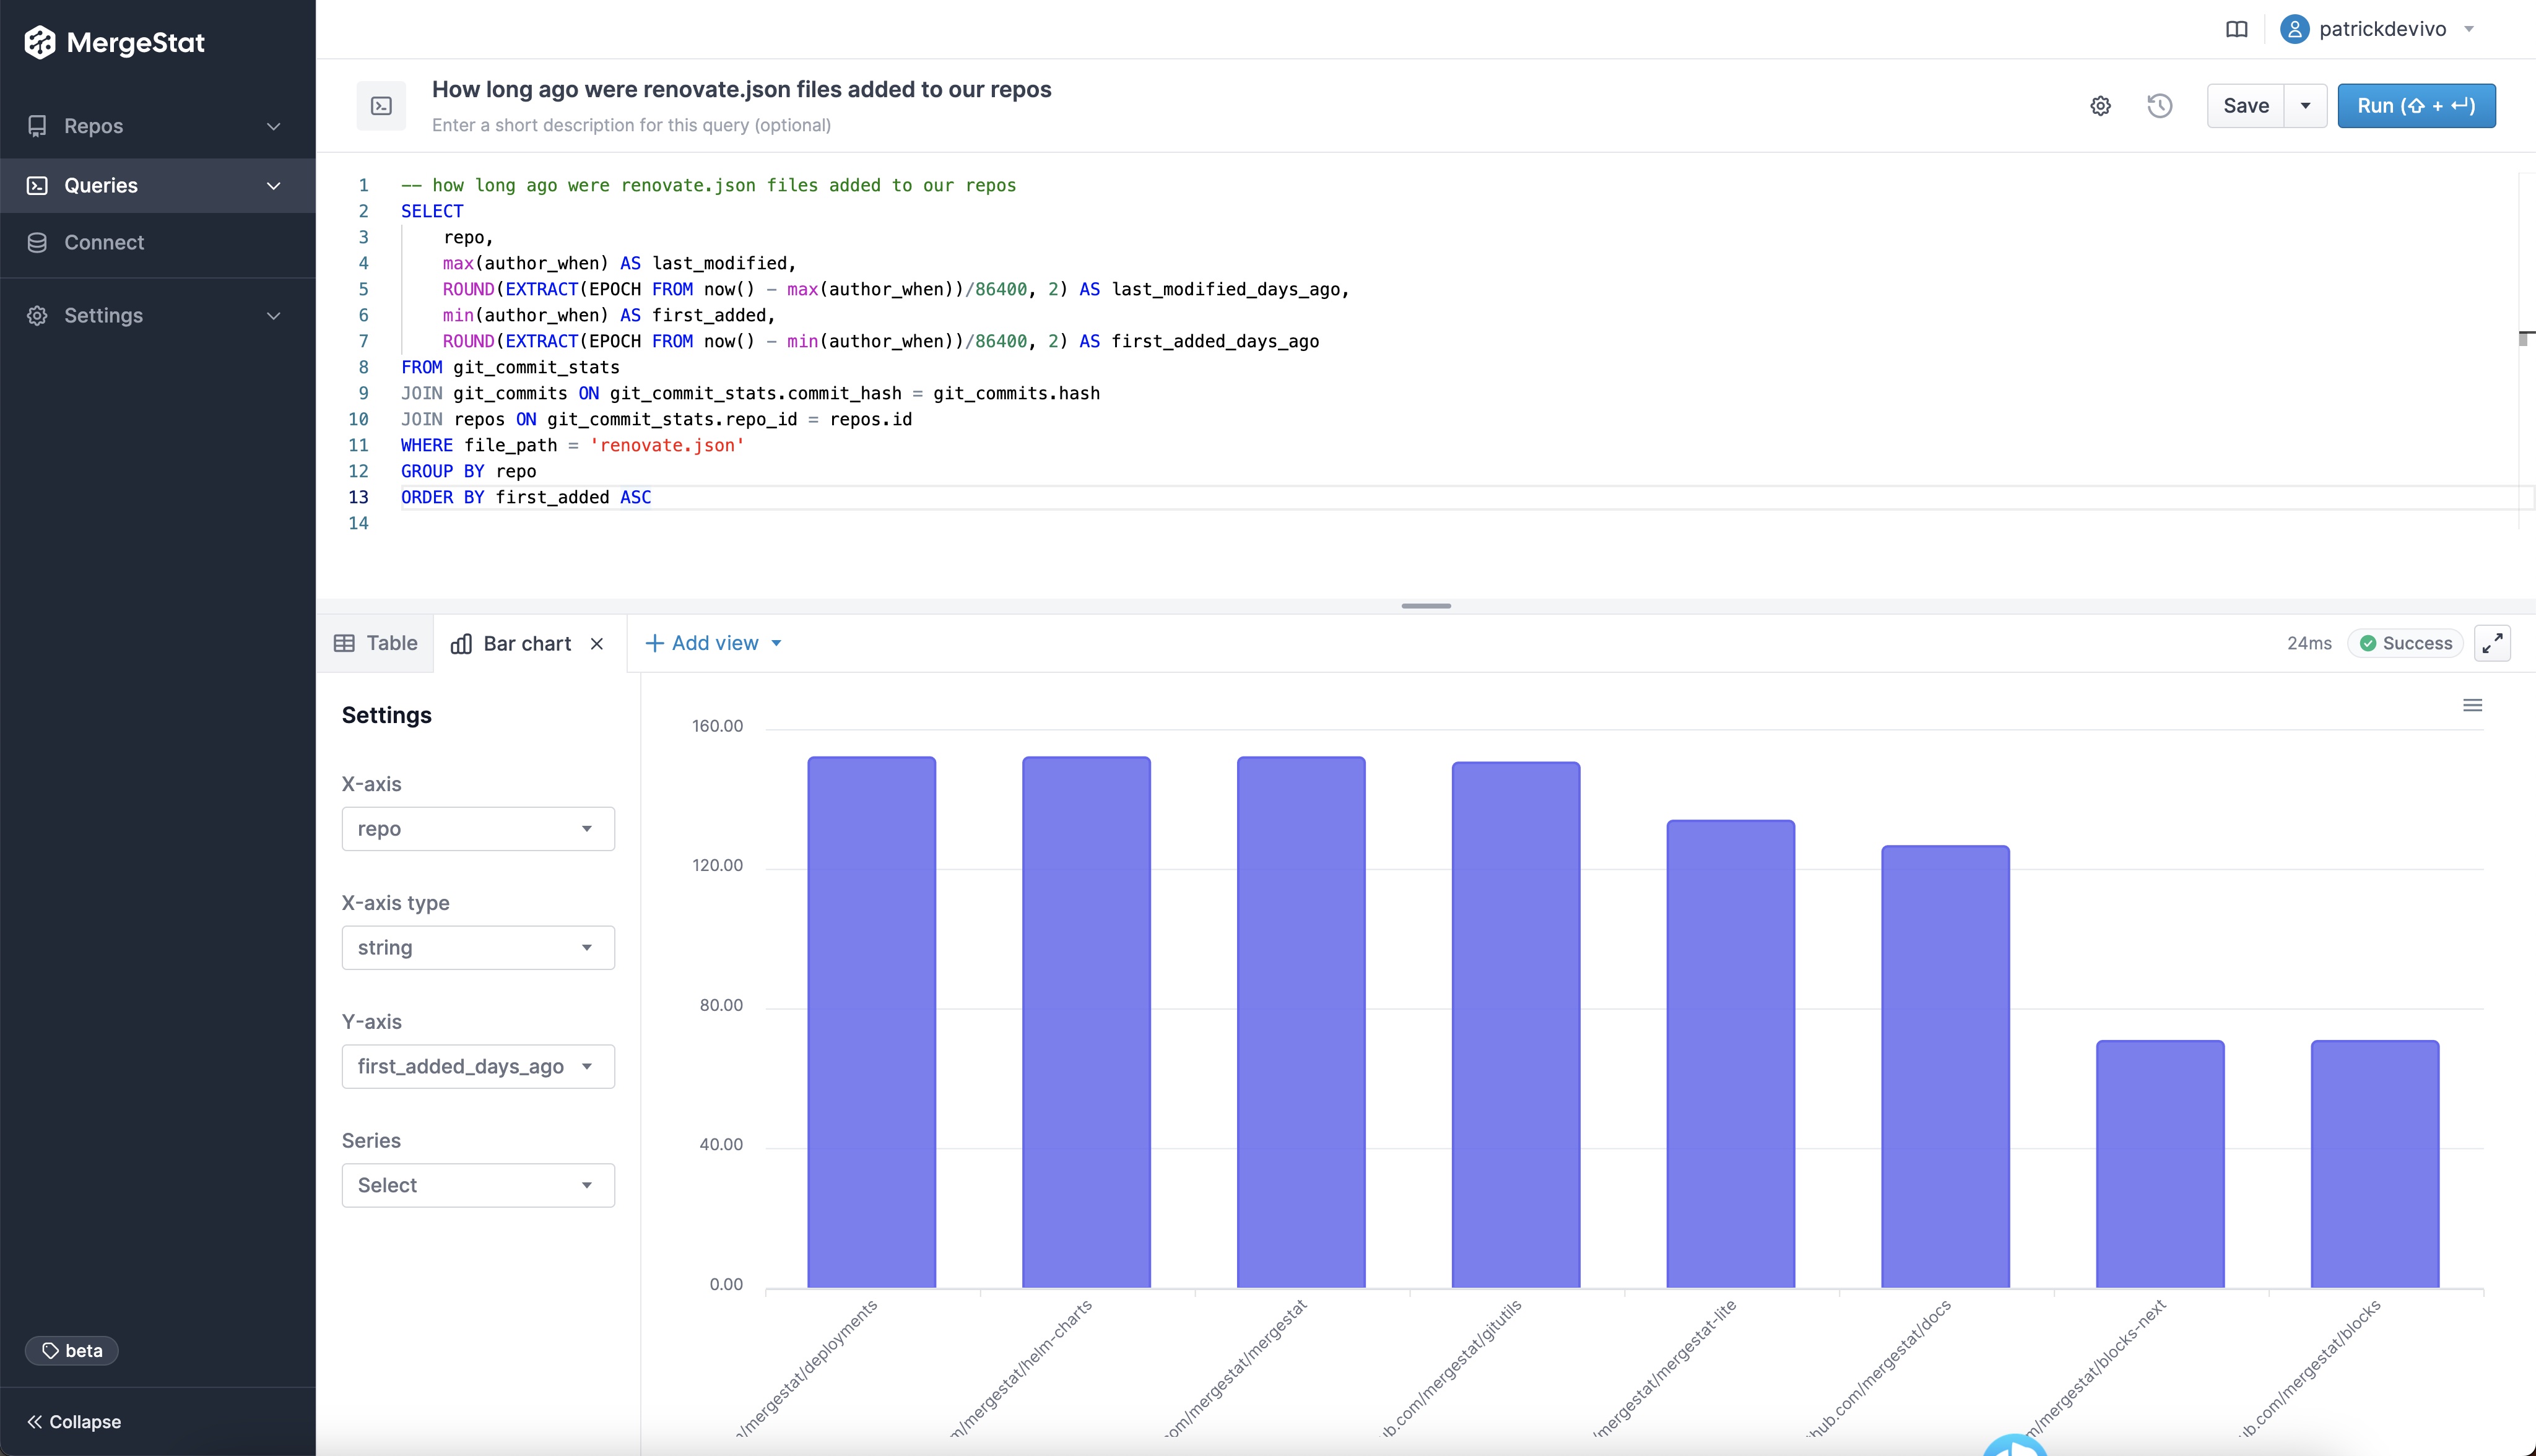 MergeStat
Repos
Queries
Connect
Settings
beta
Collapse
patrickdevivo
How long ago were renovate.json files added to our repos
Enter a short description for this query (optional)
Save
Run (⇧ + ↵)
1 -- how long ago were renovate.json files added to our repos
2 SELECT
3 repo,
4 max(author_when) AS last_modified,
5 ROUND(EXTRACT(EPOCH FROM now() - max(author_when))/86400, 2) AS last_modified_days_ago,
6 min(author_when) AS first_added,
7 ROUND(EXTRACT(EPOCH FROM now() - min(author_when))/86400, 2) AS first_added_days_ago
8 FROM git_commit_stats
9 JOIN git_commits ON git_commit_stats.commit_hash = git_commits.hash
10 JOIN repos ON git_commit_stats.repo_id = repos.id
11 WHERE file_path = 'renovate.json'
12 GROUP BY repo
13 ORDER BY first_added ASC
14
Table
Bar chart
Add view
24ms
Success
Settings
X-axis
repo
X-axis type
string
Y-axis
first_added_days_ago
Series
Select
160.00
120.00
80.00
40.00
0.00
/mergestat/deployments
m/mergestat/helm-charts
com/mergestat/mergestat
ub.com/mergestat/gitutils
/mergestat/mergestat-lite
hub.com/mergestat/docs
m/mergestat/blocks-next
ub.com/mergestat/blocks